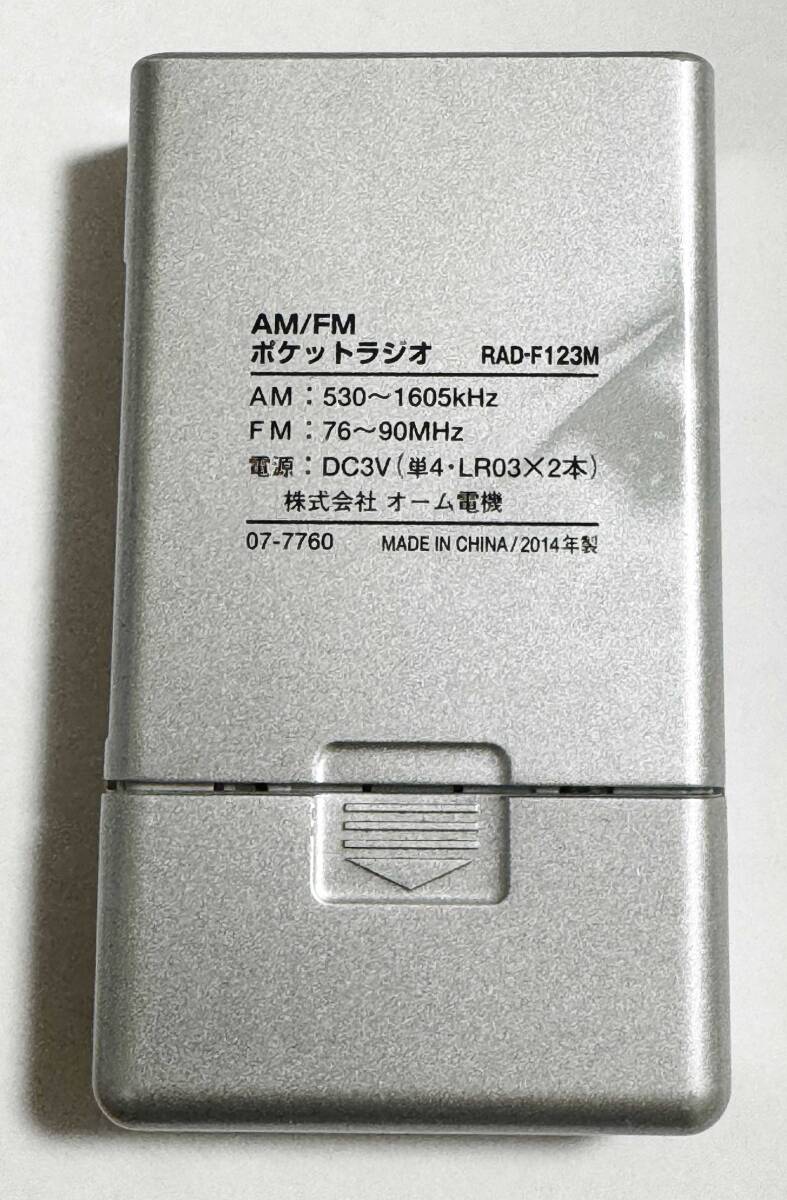 AM/FM
ポケットラジオ RAD-F123M
AM：530〜1605kHz
FM：76〜90MHz
電源：DC3V（単4・LR03×2本）
株式会社 オーム電機
07-7760 MADE IN CHINA/2014年製